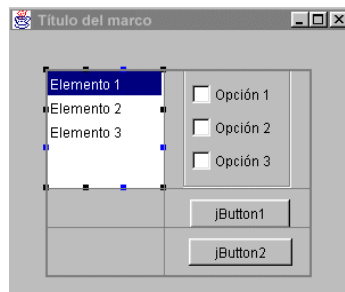 Título del marco
Elemento 1
Elemento 2
Elemento 3
Opción 1
Opción 2
Opción 3
jButton1
jButton2